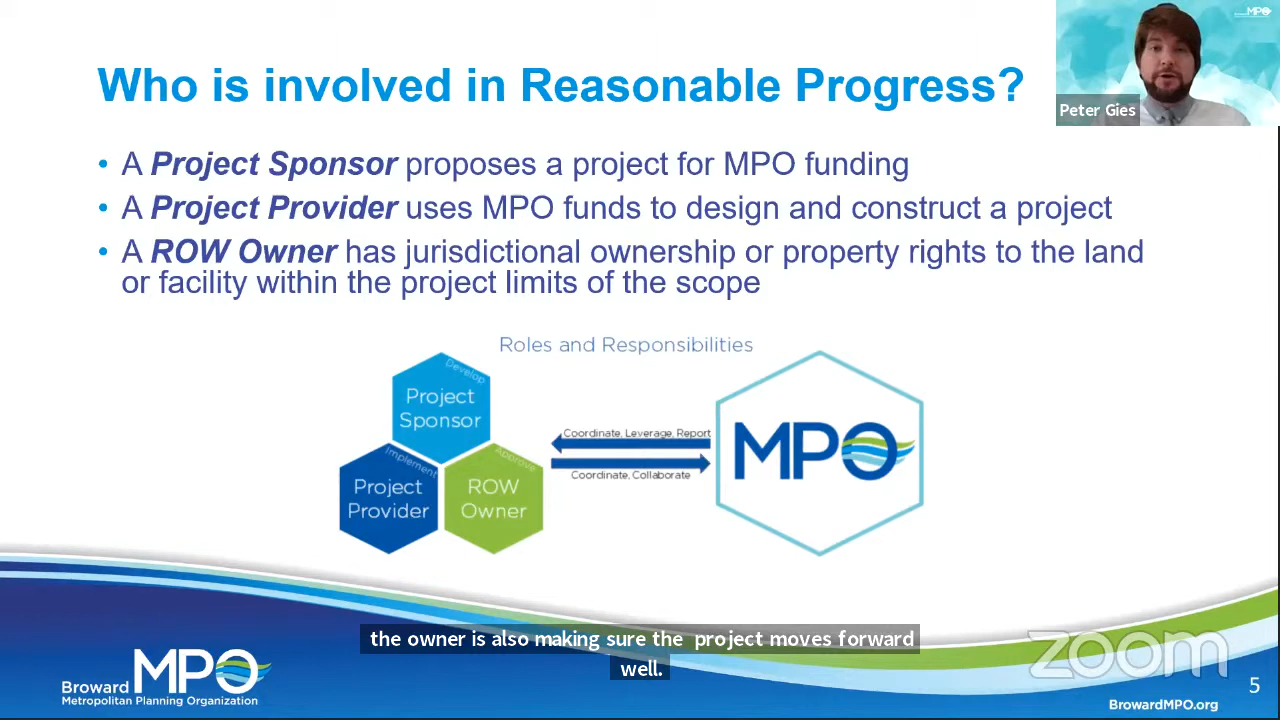 MPO
Peter Gies
Who is involved in Reasonable Progress?
• A Project Sponsor proposes a project for MPO funding
• A Project Provider uses MPO funds to design and construct a project
• A ROW Owner has jurisdictional ownership or property rights to the land
or facility within the project limits of the scope
Roles and Responsibilities
Develop
Project
Sponsor
Implement
Project
Provider
Approve
ROW
Owner
Coordinate, Leverage, Report
Coordinate, Collaborate
MPO
the owner is also making sure the project moves forward
well.
Broward MPO
Metropolitan Planning Organization
zoom
5
BrowardMPO.org